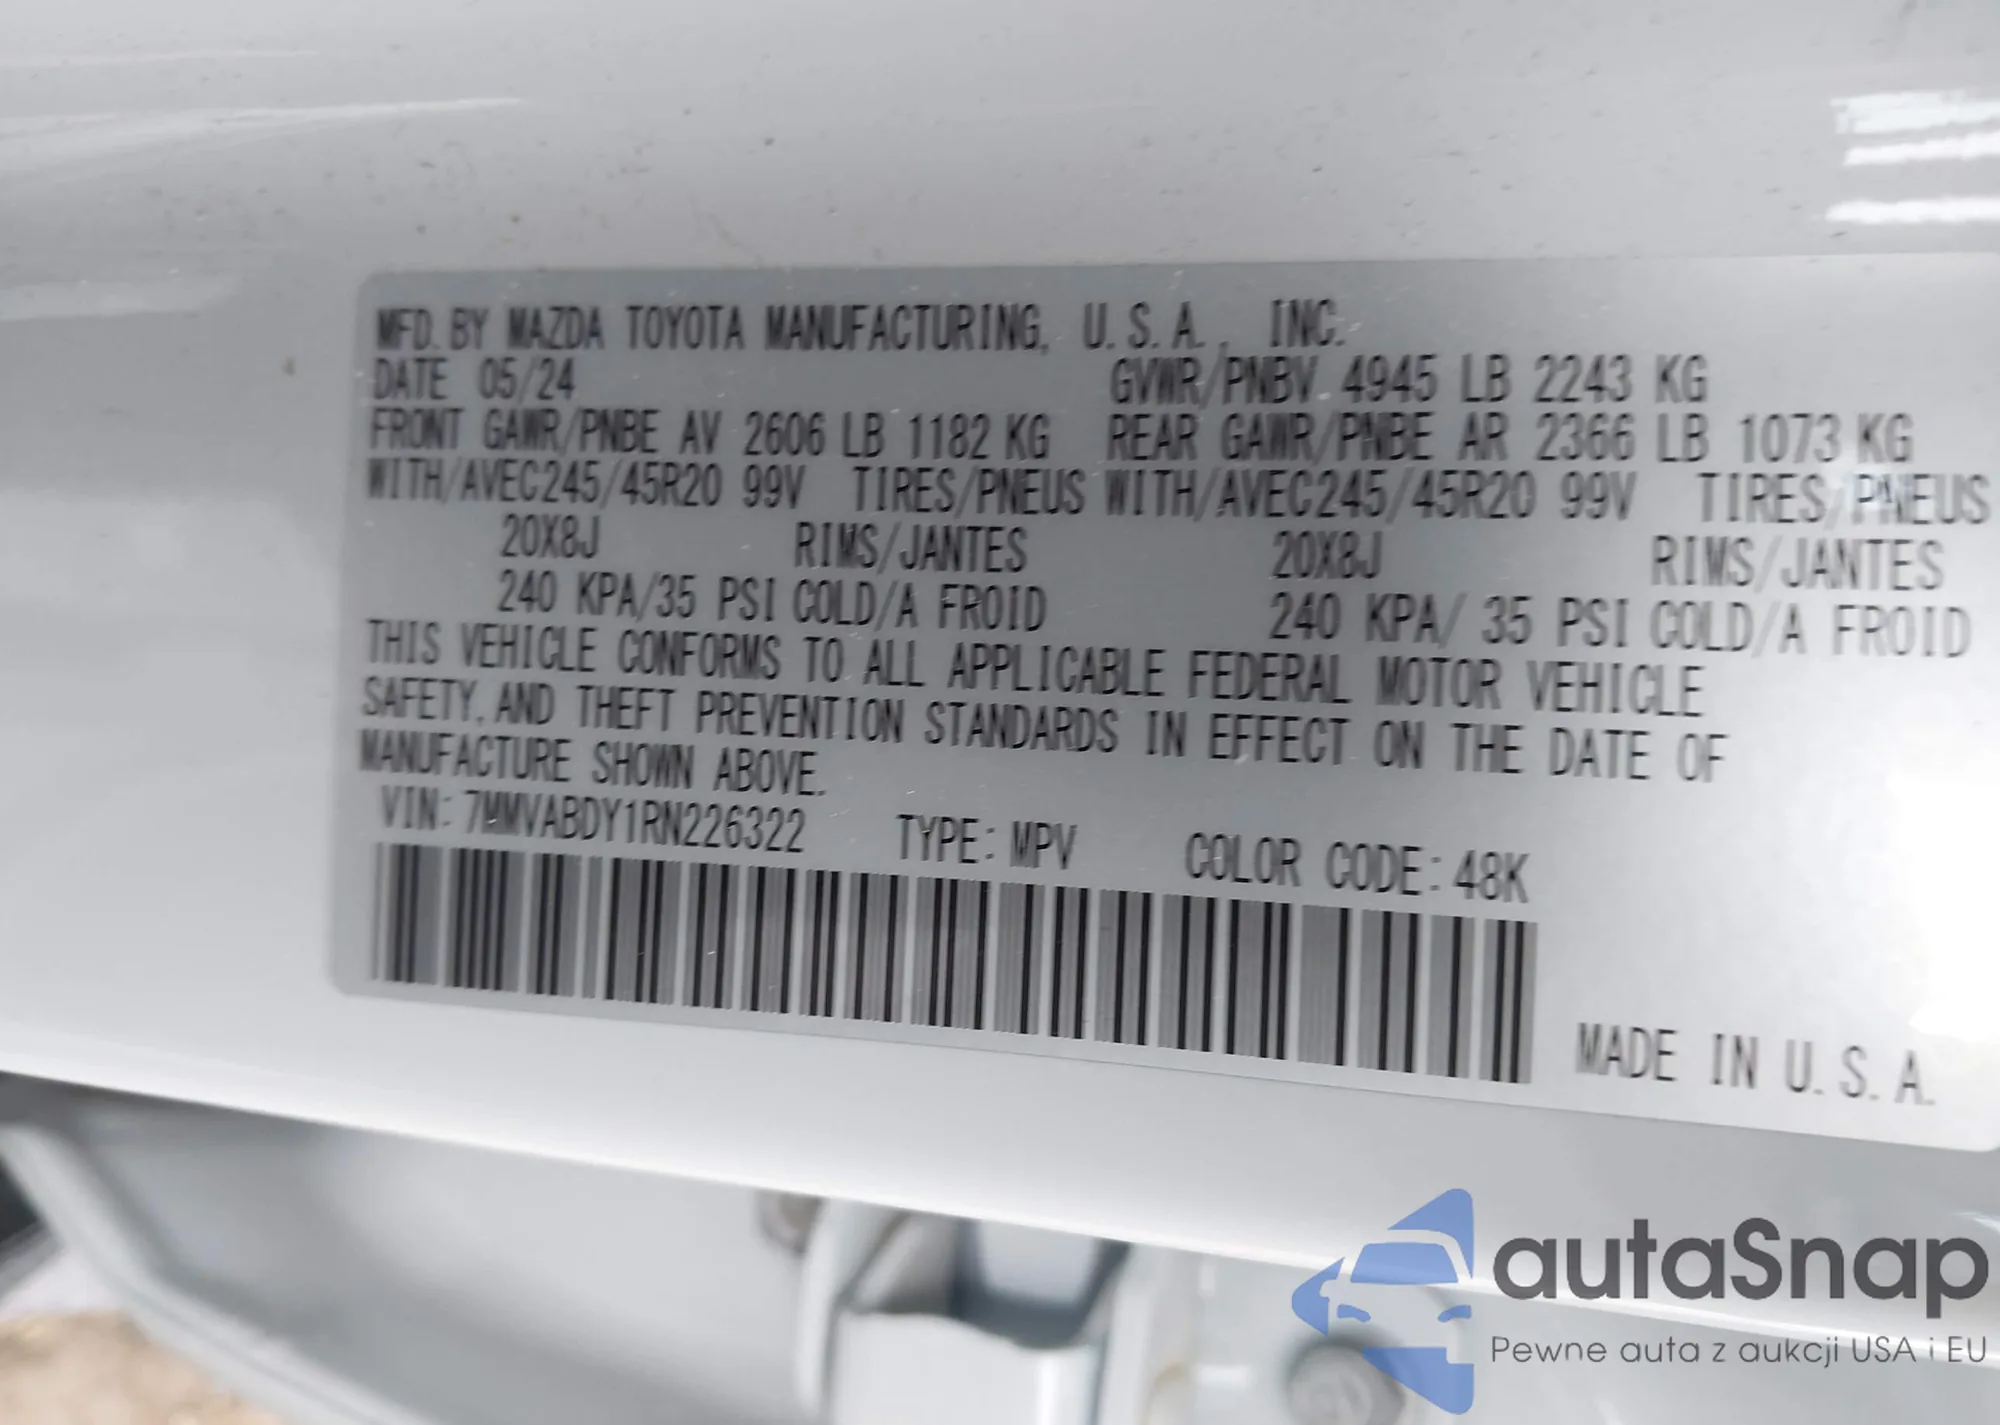 MFD. BY MAZDA TOYOTA MANUFACTURING, U.S.A., INC.
DATE 05/24 GVWR/PNBV 4945 LB 2243 KG
FRONT GAWR/PNBE AV 2606 LB 1182 KG REAR GAWR/PNBE AR 2366 LB 1073 KG
WITH/AVEC245/45R20 99V TIRES/PNEUS WITH/AVEC245/45R20 99V TIRES/PNEUS
20X8J RIMS/JANTES 20X8J RIMS/JANTES
240 KPA/35 PSI COLD/A FROID 240 KPA/ 35 PSI COLD/A FROID
THIS VEHICLE CONFORMS TO ALL APPLICABLE FEDERAL MOTOR VEHICLE
SAFETY, AND THEFT PREVENTION STANDARDS IN EFFECT ON THE DATE OF
MANUFACTURE SHOWN ABOVE.
VIN: 7MMVABDY1RN226322 TYPE: MPV COLOR CODE: 48K
MADE IN U.S.A.
autaSnap
Pewne auta z aukcji USA i EU